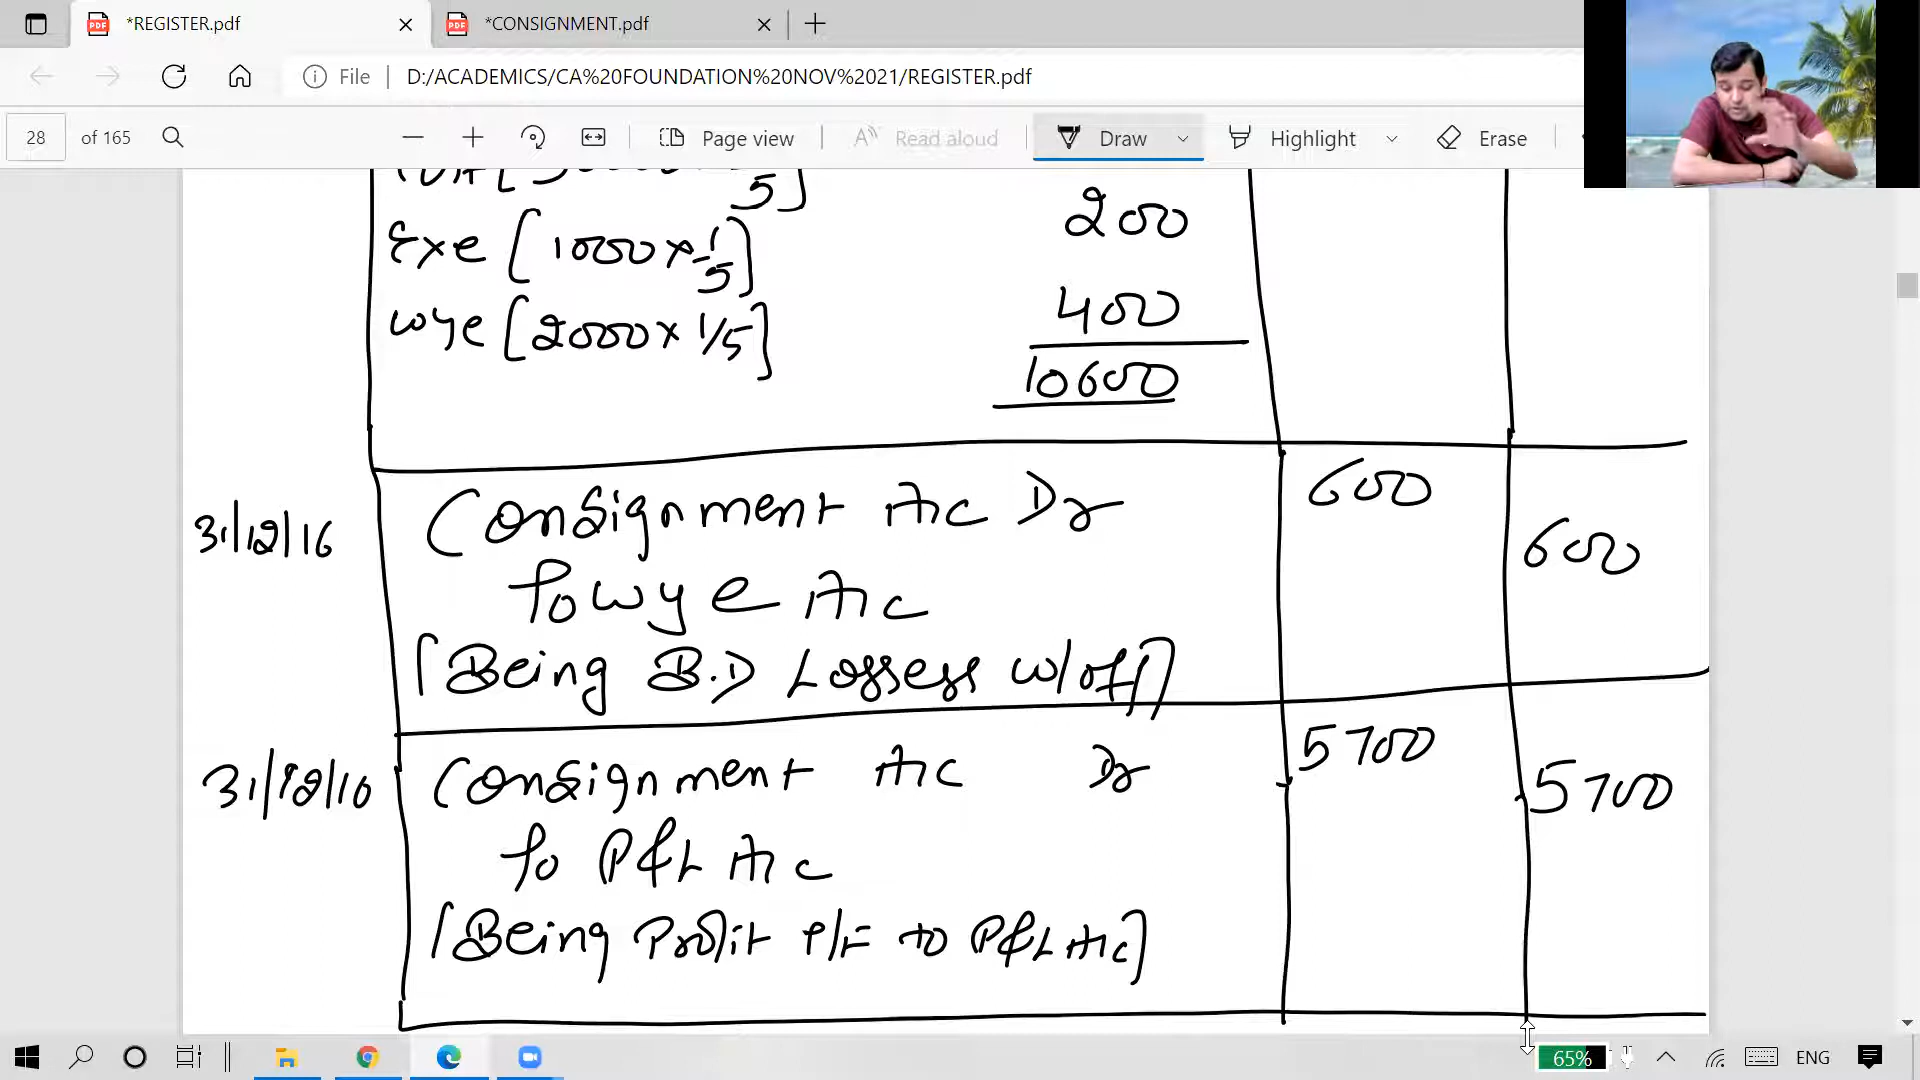 *REGISTER.pdf
*CONSIGNMENT.pdf
File D:/ACADEMICS/CA%20FOUNDATION%20NOV%2021/REGISTER.pdf
28 of 165 Page view Read aloud Draw Highlight Erase
5] 200
Exe [1000 x 1/5]
400
wye [2000 x 1/5]
10600
31/12/16 Consignment A/c Dr 600
To wye A/c 600
[Being B.D Lossess w/off]
31/12/16 Consignment A/c Dr 5700
5700
To P&L A/c
[Being Profit t/f to P&L A/c]
65% ENG